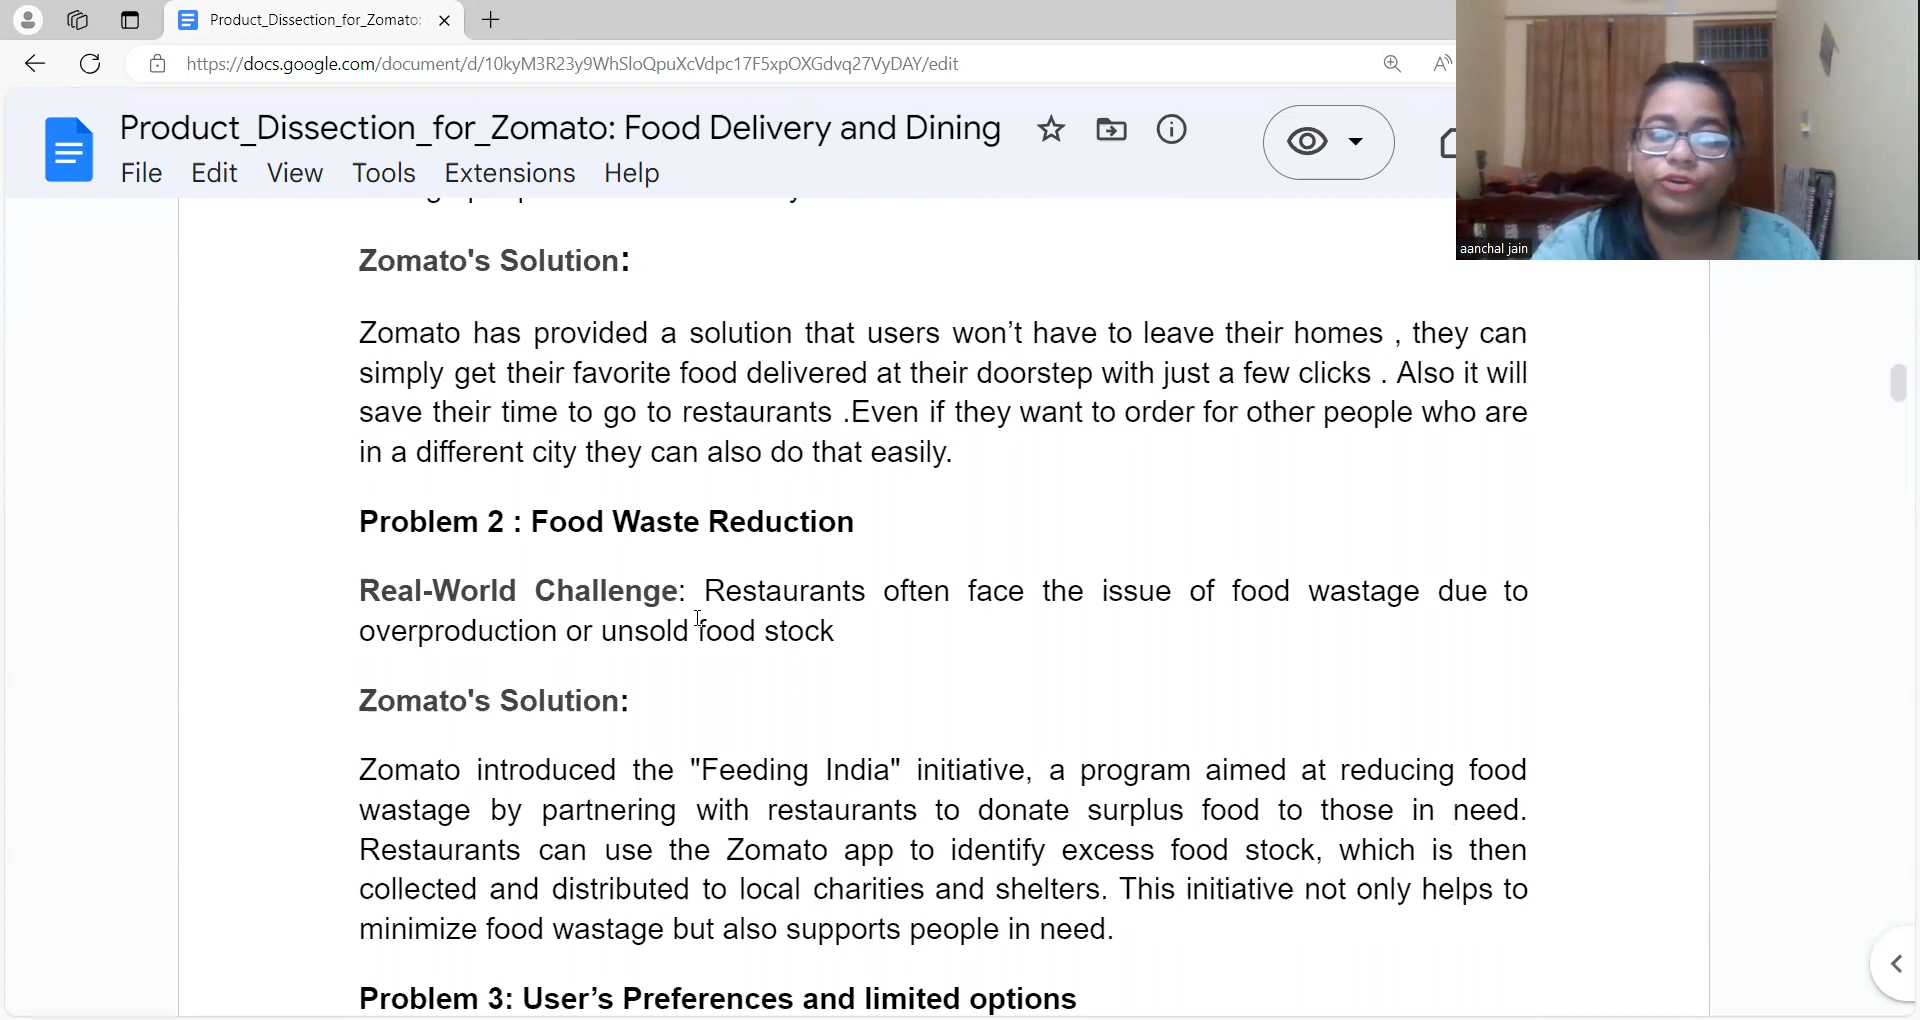 Product_Dissection_for_Zomato:
https://docs.google.com/document/d/10kyM3R23y9WhSloQpuXcVdpc17F5xpOXGdvq27VyDAY/edit
Product_Dissection_for_Zomato: Food Delivery and Dining
File Edit View Tools Extensions Help
aanchal jain
Zomato's Solution:
Zomato has provided a solution that users won’t have to leave their homes , they can
simply get their favorite food delivered at their doorstep with just a few clicks . Also it will
save their time to go to restaurants .Even if they want to order for other people who are
in a different city they can also do that easily.
Problem 2 : Food Waste Reduction
Real-World Challenge: Restaurants often face the issue of food wastage due to
overproduction or unsold food stock
Zomato's Solution:
Zomato introduced the "Feeding India" initiative, a program aimed at reducing food
wastage by partnering with restaurants to donate surplus food to those in need.
Restaurants can use the Zomato app to identify excess food stock, which is then
collected and distributed to local charities and shelters. This initiative not only helps to
minimize food wastage but also supports people in need.
Problem 3: User’s Preferences and limited options